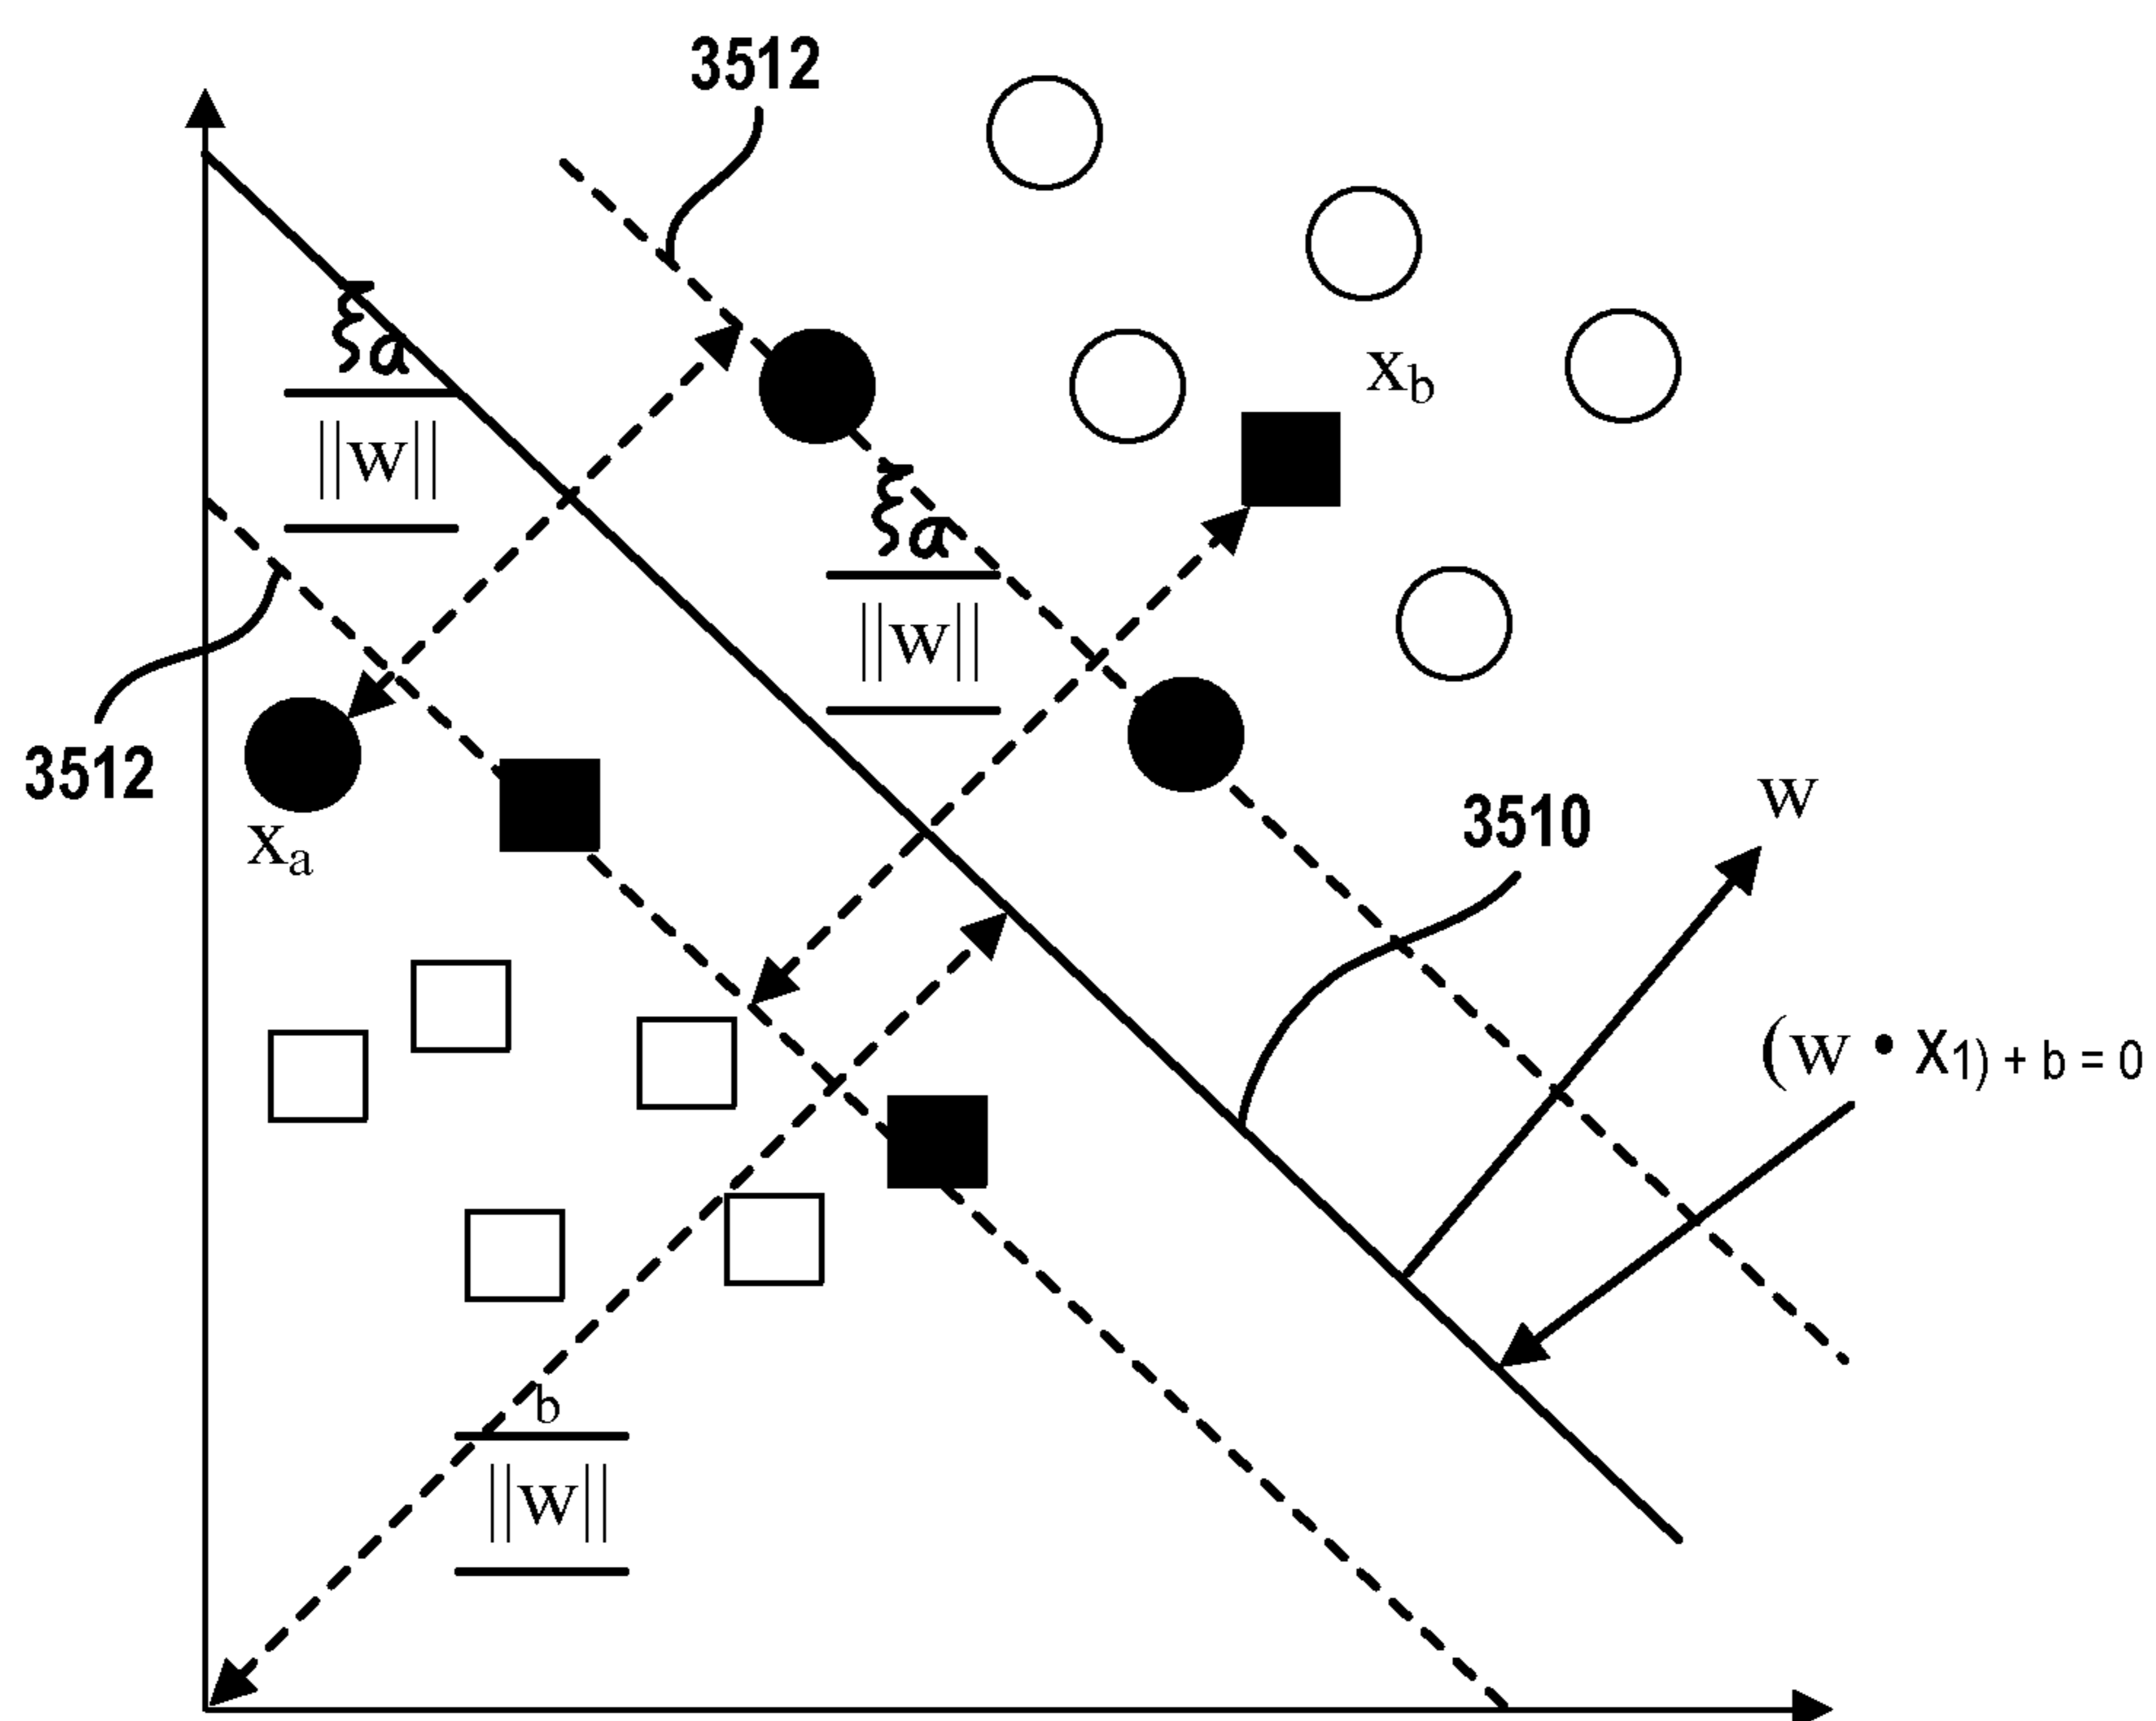 3512
ξa
||w||
xb
ξa
||w||
3512
xa
3510
w
(w • x1) + b = 0
b
||w||